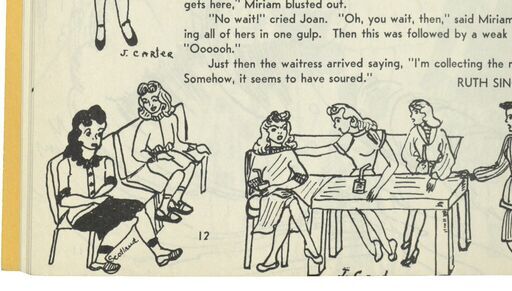 gets here," Miriam blusted out.
"No wait!" cried Joan. "Oh, you wait, then," said Miriam
ing all of hers in one gulp. Then this was followed by a weak
"Oooooh."
Just then the waitress arrived saying, "I'm collecting the
Somehow, it seems to have soured."
RUTH SIN
J. CARTER
Scotland
12